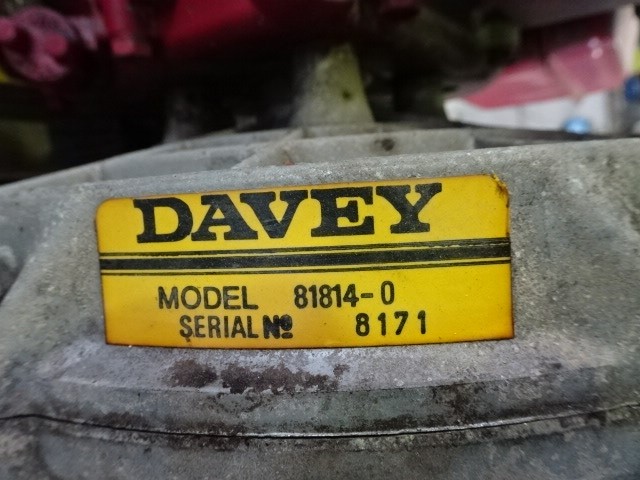 DAVEY
MODEL 81814-0
SERIAL Nº 8171